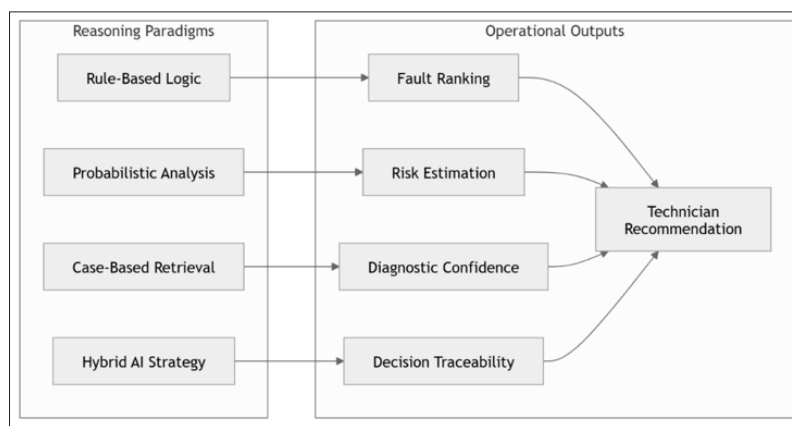 Reasoning Paradigms
Operational Outputs
Rule-Based Logic
Fault Ranking
Probabilistic Analysis
Risk Estimation
Technician
Recommendation
Case-Based Retrieval
Diagnostic Confidence
Hybrid AI Strategy
Decision Traceability